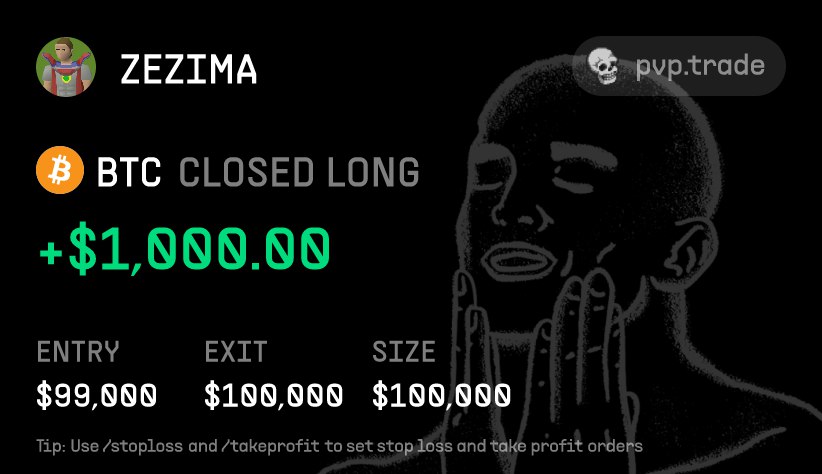 ZEZIMA
pvp.trade
BTC CLOSED LONG
+$1,000.00
ENTRY EXIT SIZE
$99,000 $100,000 $100,000
Tip: Use /stoploss and /takeprofit to set stop loss and take profit orders